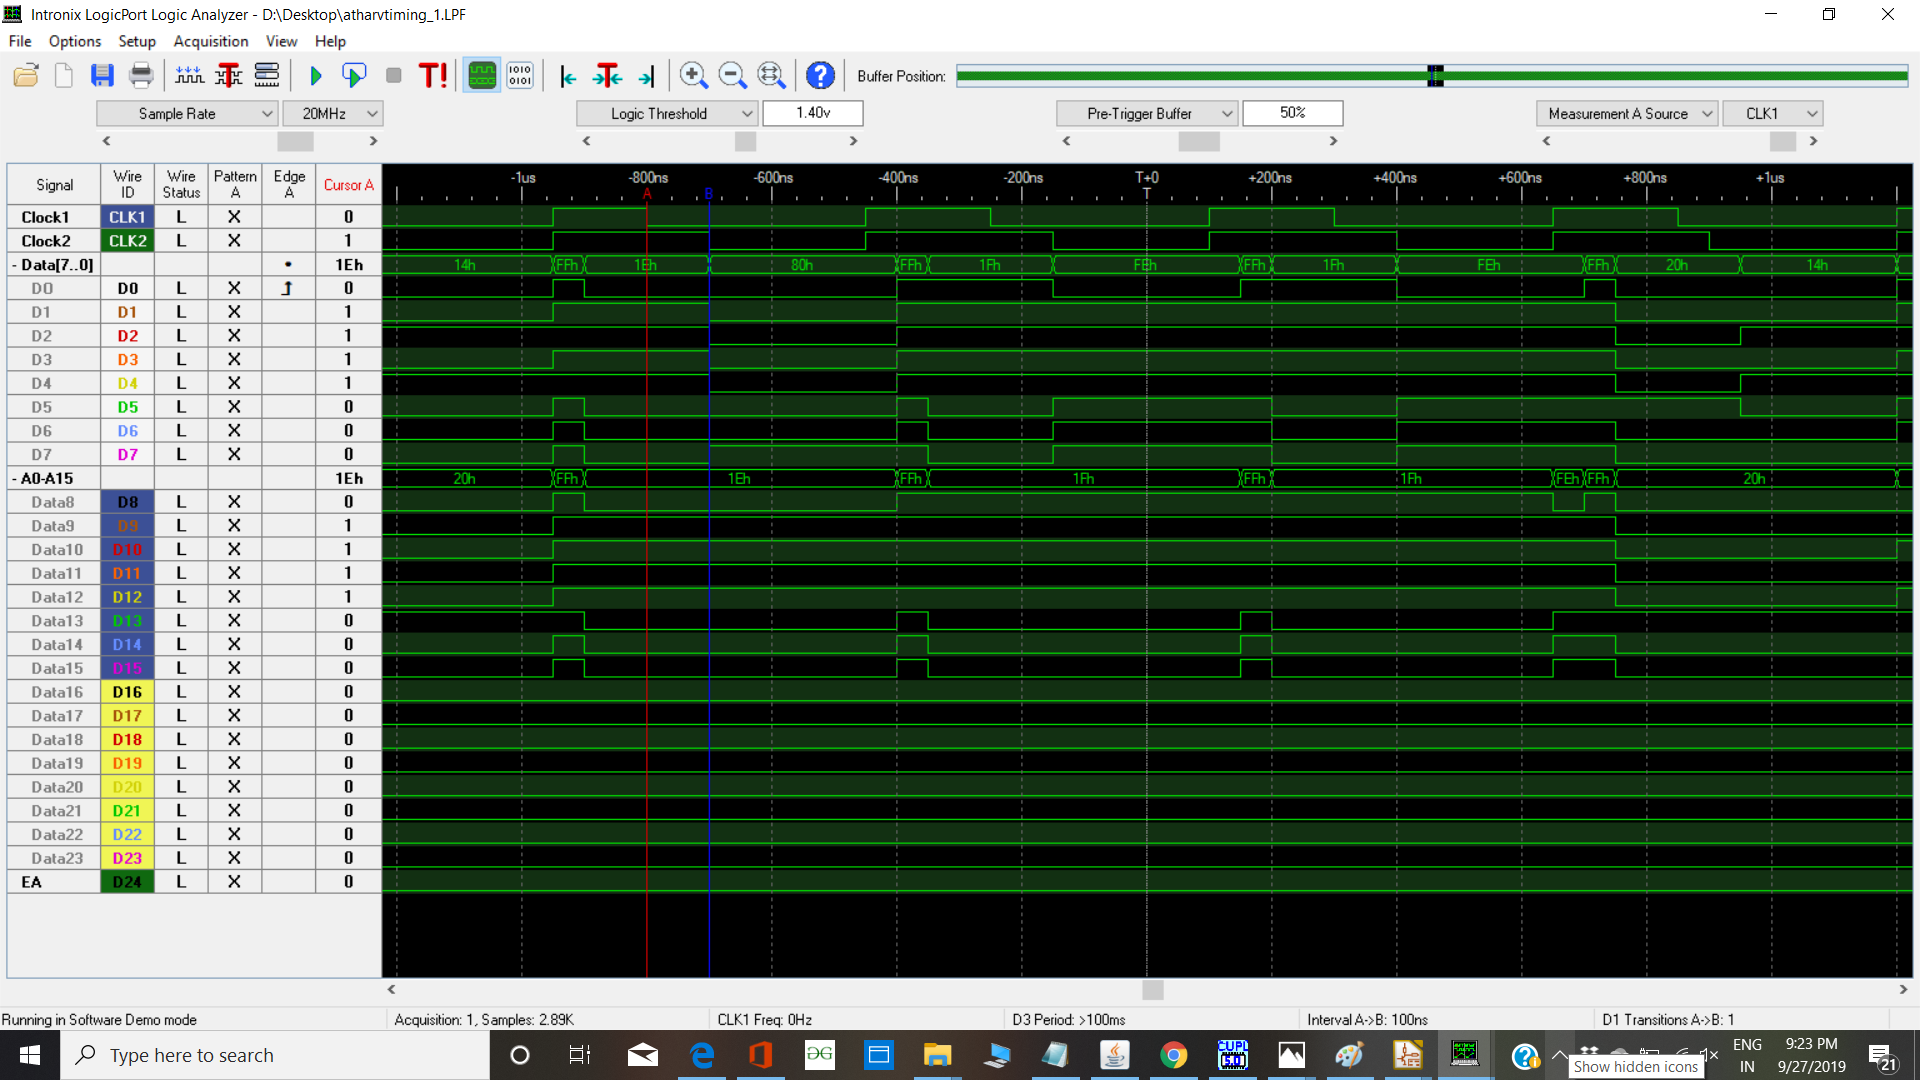 Intronix LogicPort Logic Analyzer - D:\Desktop\atharvtiming_1.LPF
File Options Setup Acquisition View Help
T! 1010 0101 ? Buffer Position:
Sample Rate 20MHz Logic Threshold 1.40v Pre-Trigger Buffer 50% Measurement A Source CLK1
Signal Wire ID Wire Status Pattern A Edge A Cursor A -1us -800ns -600ns -400ns -200ns T+0 +200ns +400ns +600ns +800ns +1us
A B T
Clock1 CLK1 L X 0
Clock2 CLK2 L X 1
- Data[7..0] 1Eh 14h FFh 1Eh 80h FFh 1Fh FEh FFh 1Fh FEh FFh 20h 14h
D0 D0 L X 0
D1 D1 L X 1
D2 D2 L X 1
D3 D3 L X 1
D4 D4 L X 1
D5 D5 L X 0
D6 D6 L X 0
D7 D7 L X 0
- A0-A15 1Eh 20h FFh 1Eh FFh 1Fh FFh 1Fh FEh FFh 20h
Data8 D8 L X 0
Data9 D9 L X 1
Data10 D10 L X 1
Data11 D11 L X 1
Data12 D12 L X 1
Data13 D13 L X 0
Data14 D14 L X 0
Data15 D15 L X 0
Data16 D16 L X 0
Data17 D17 L X 0
Data18 D18 L X 0
Data19 D19 L X 0
Data20 D20 L X 0
Data21 D21 L X 0
Data22 D22 L X 0
Data23 D23 L X 0
EA D24 L X 0
Running in Software Demo mode Acquisition: 1, Samples: 2.89K CLK1 Freq: 0Hz D3 Period: >100ms Interval A->B: 100ns D1 Transitions A->B: 1
Type here to search CUPL 5.0 ENG 9:23 PM
IN 9/27/2019 21
Show hidden icons